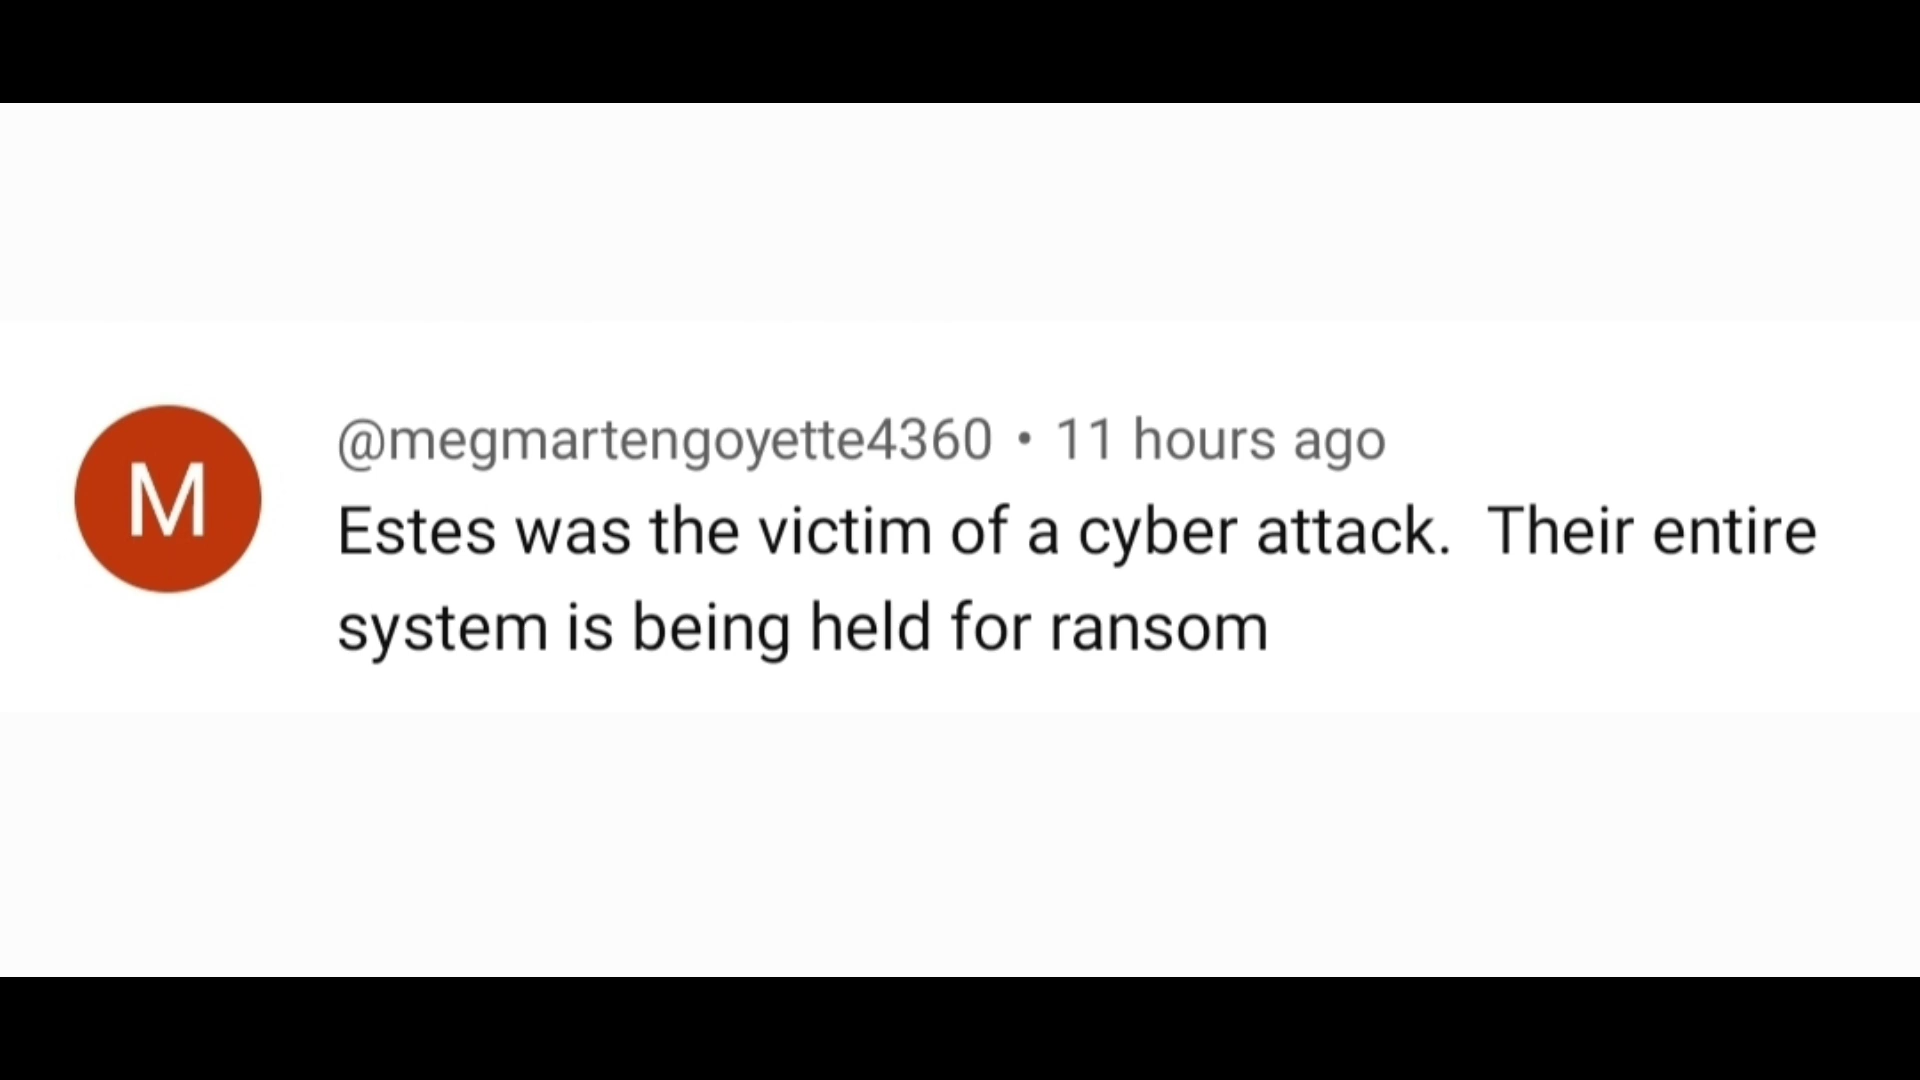 M
@megmartengoyette4360 • 11 hours ago
Estes was the victim of a cyber attack.  Their entire
system is being held for ransom